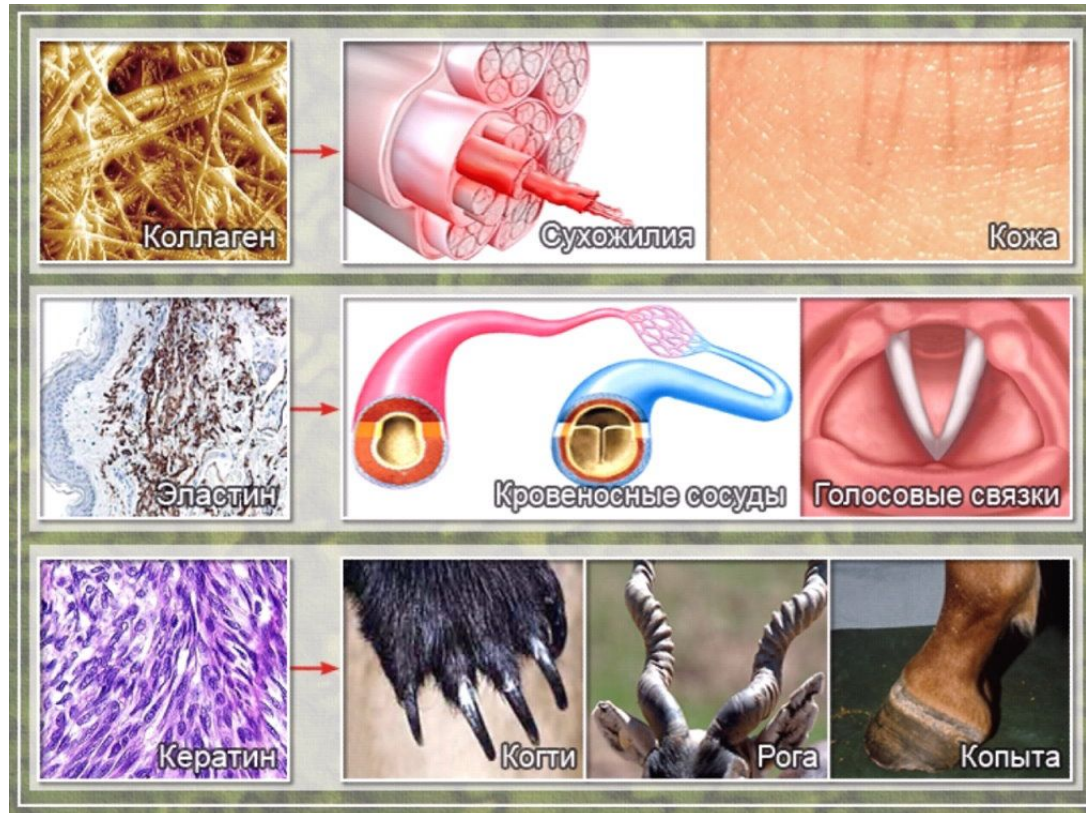 Коллаген
Сухожилия
Кожа
Эластин
Кровеносные сосуды
Голосовые связки
Кератин
Когти
Рога
Копыта